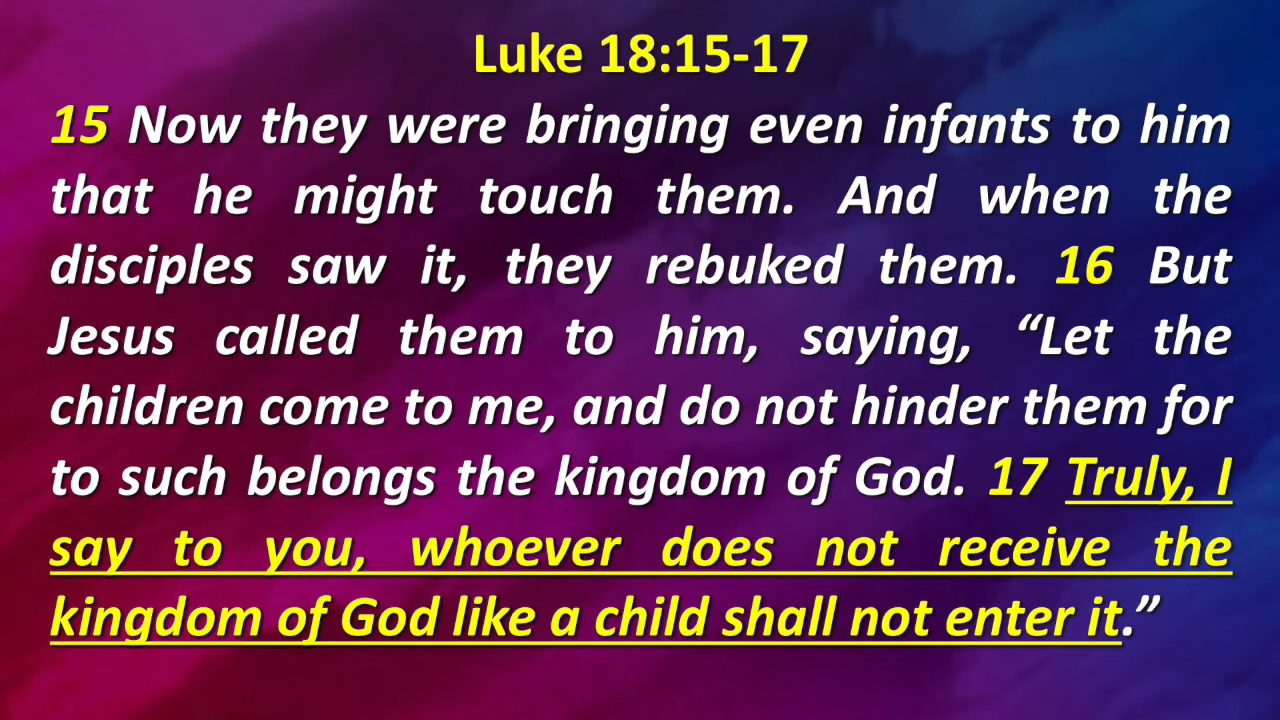 Luke 18:15-17
15 Now they were bringing even infants to him
that he might touch them. And when the
disciples saw it, they rebuked them. 16 But
Jesus called them to him, saying, “Let the
children come to me, and do not hinder them for
to such belongs the kingdom of God. 17 Truly, I
say to you, whoever does not receive the
kingdom of God like a child shall not enter it.”